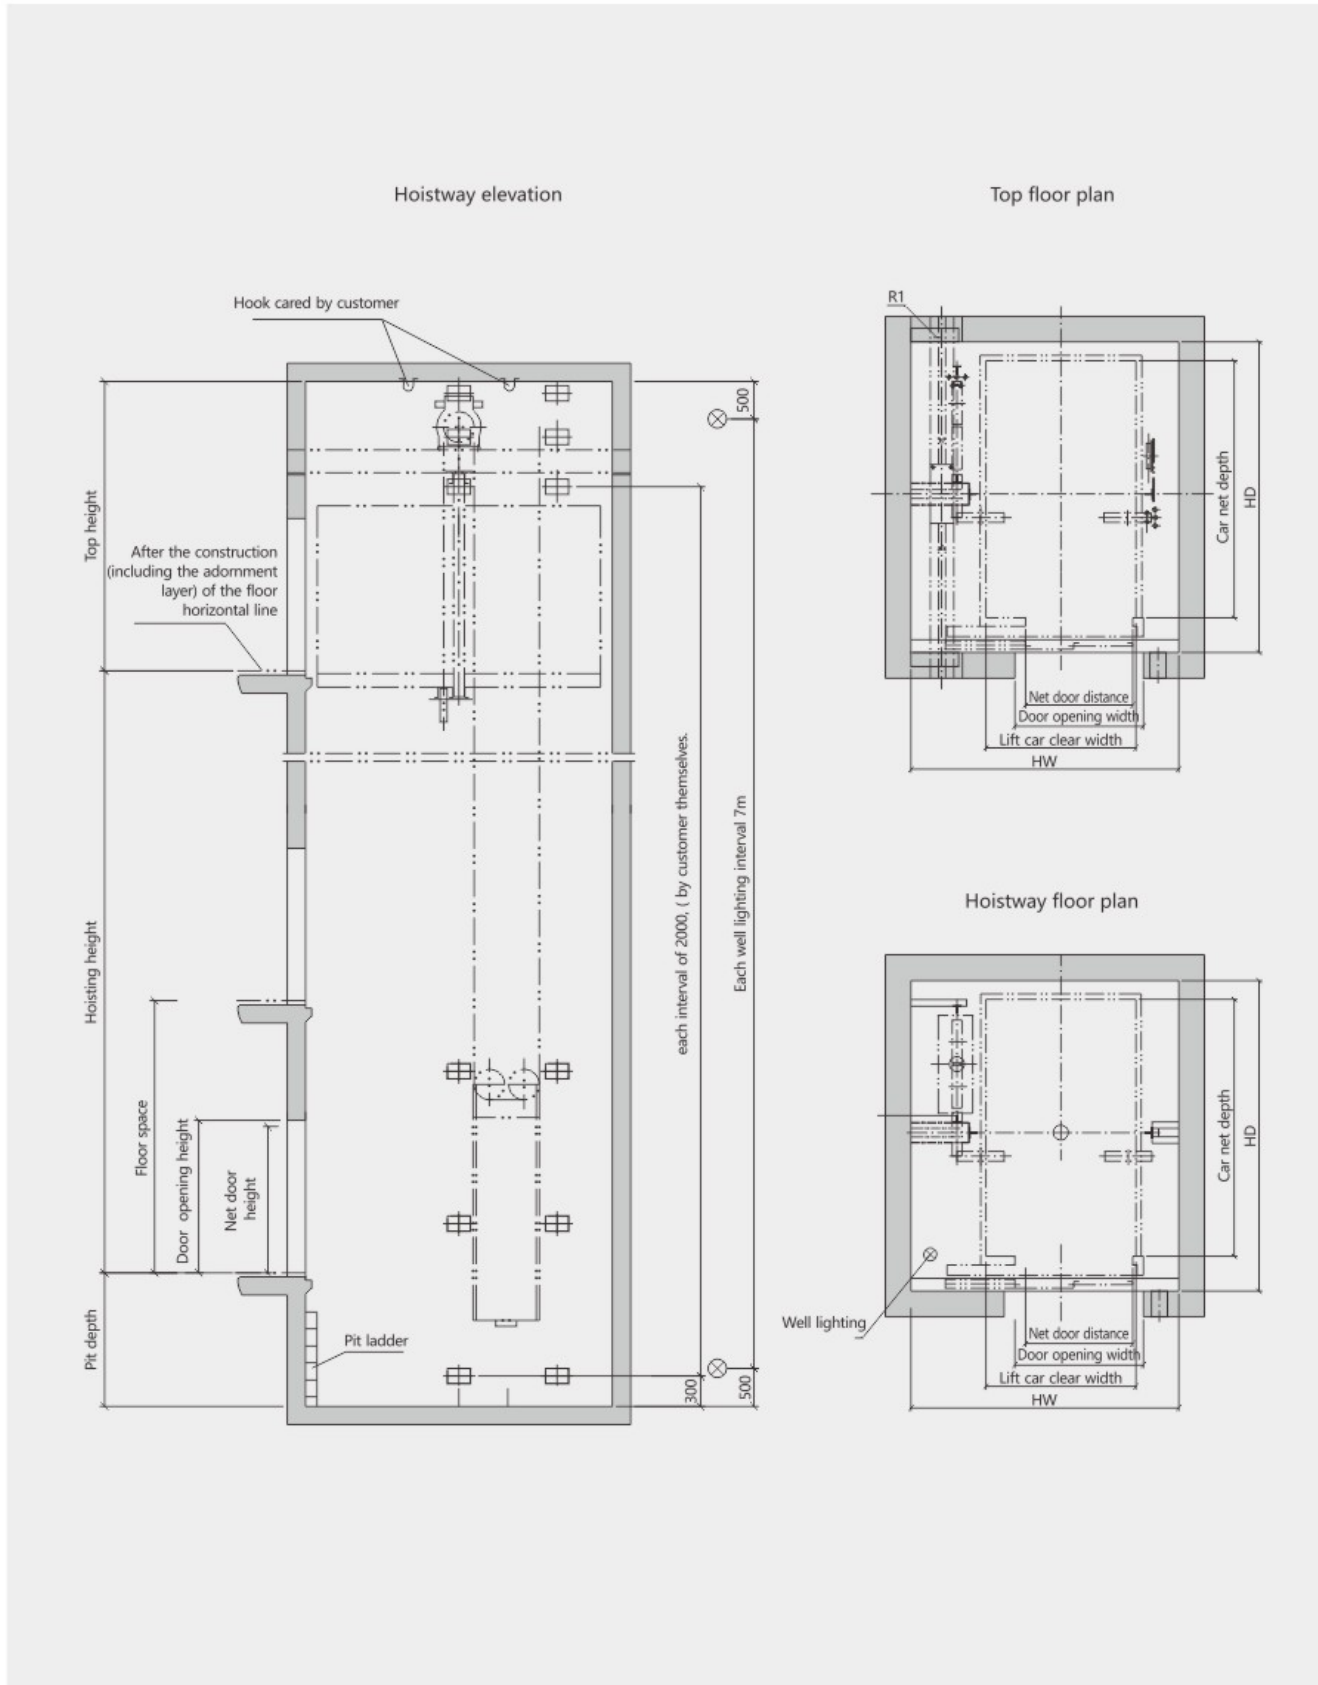 Hoistway elevation
Top floor plan
Hook cared by customer
R1
500
Top height
After the construction
(including the adornment
layer) of the floor
horizontal line
Car net depth
HD
Net door distance
Door opening width
Lift car clear width
HW
each interval of 2000, ( by customer themselves.
Each well lighting interval 7m
Hoisting height
Hoistway floor plan
Floor space
Door opening height
Net door
height
Car net depth
HD
Pit depth
Pit ladder
Well lighting
300
500
Net door distance
Door opening width
Lift car clear width
HW